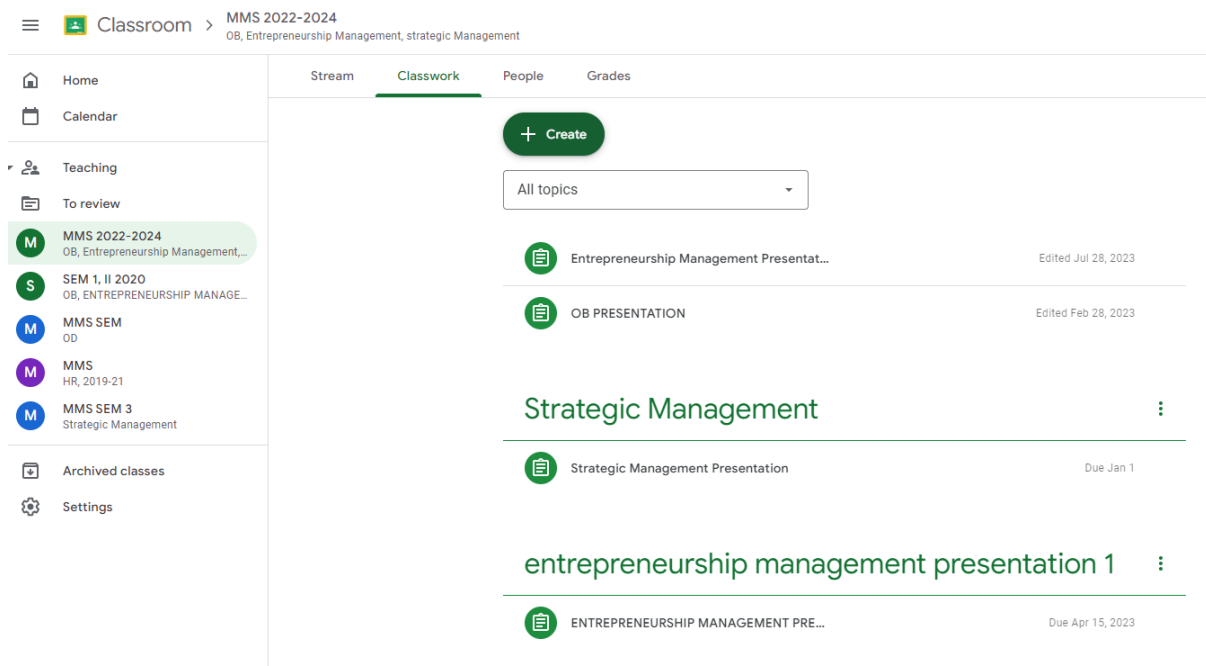 Classroom
MMS 2022-2024
OB, Entrepreneurship Management, strategic Management
Home
Calendar
Teaching
To review
M
MMS 2022-2024
OB, Entrepreneurship Management,...
S
SEM 1, II 2020
OB, ENTREPRENEURSHIP MANAGE...
M
MMS SEM
OD
M
MMS
HR, 2019-21
M
MMS SEM 3
Strategic Management
Archived classes
Settings
Stream Classwork People Grades
Create
All topics
Entrepreneurship Management Presentat... Edited Jul 28, 2023
OB PRESENTATION Edited Feb 28, 2023
Strategic Management
Strategic Management Presentation Due Jan 1
entrepreneurship management presentation 1
ENTREPRENEURSHIP MANAGEMENT PRE... Due Apr 15, 2023